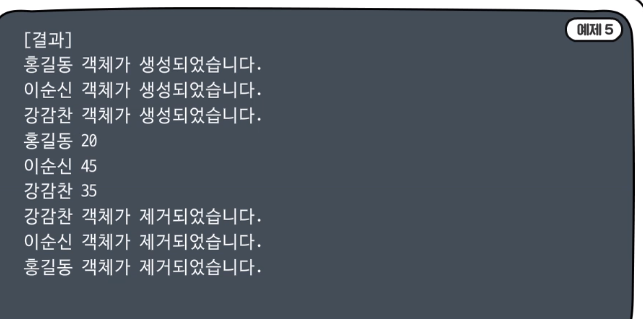 예제 5
[결과]
홍길동 객체가 생성되었습니다.
이순신 객체가 생성되었습니다.
강감찬 객체가 생성되었습니다.
홍길동 20
이순신 45
강감찬 35
강감찬 객체가 제거되었습니다.
이순신 객체가 제거되었습니다.
홍길동 객체가 제거되었습니다.